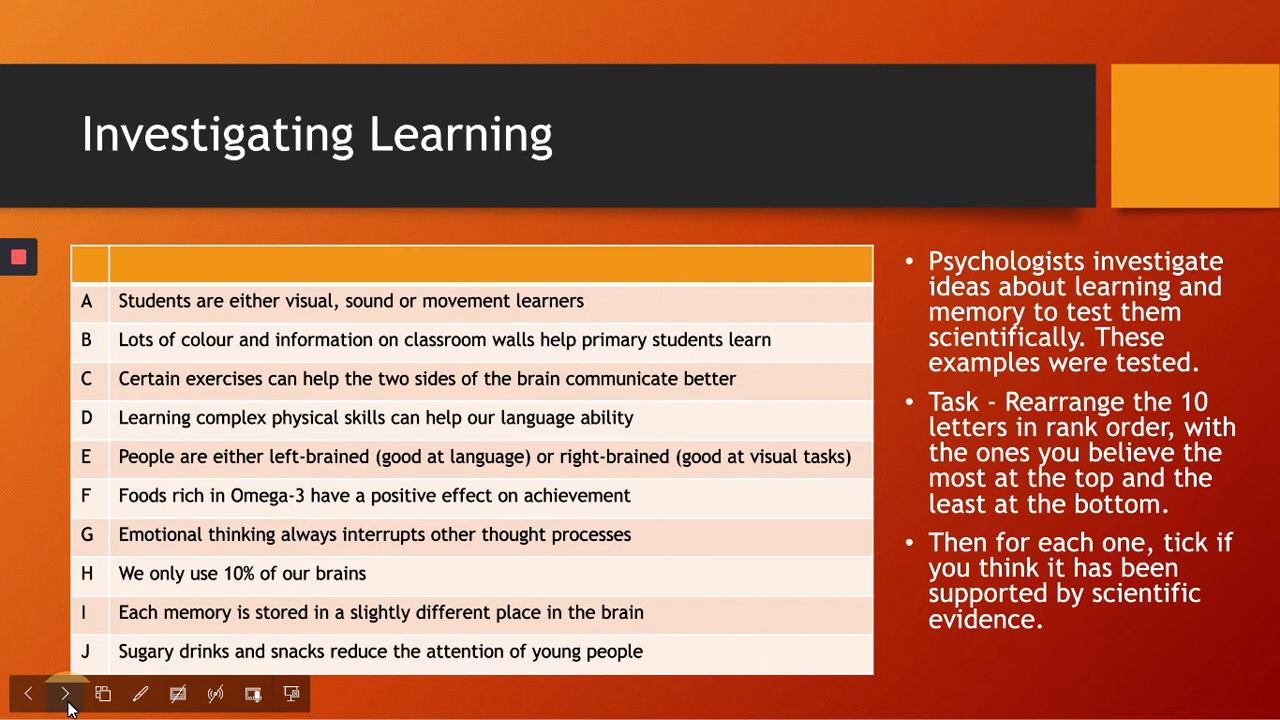 Investigating Learning
A Students are either visual, sound or movement learners
B Lots of colour and information on classroom walls help primary students learn
C Certain exercises can help the two sides of the brain communicate better
D Learning complex physical skills can help our language ability
E People are either left-brained (good at language) or right-brained (good at visual tasks)
F Foods rich in Omega-3 have a positive effect on achievement
G Emotional thinking always interrupts other thought processes
H We only use 10% of our brains
I Each memory is stored in a slightly different place in the brain
J Sugary drinks and snacks reduce the attention of young people
• Psychologists investigate
ideas about learning and
memory to test them
scientifically. These
examples were tested.
• Task - Rearrange the 10
letters in rank order, with
the ones you believe the
most at the top and the
least at the bottom.
• Then for each one, tick if
you think it has been
supported by scientific
evidence.